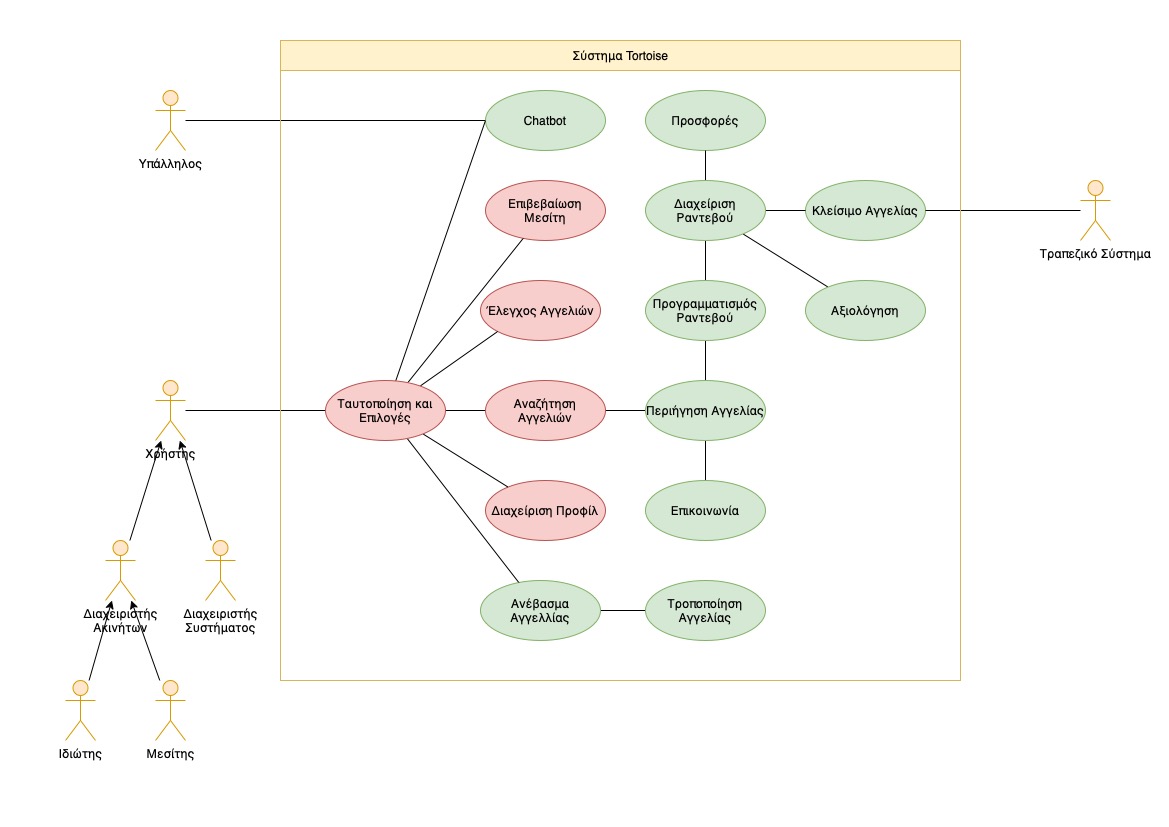 Σύστημα Tortoise
Chatbot
Προσφορές
Υπάλληλος
Επιβεβαίωση
Μεσίτη
Διαχείριση
Ραντεβού
Κλείσιμο Αγγελίας
Τραπεζικό Σύστημα
Έλεγχος Αγγελιών
Προγραμματισμός
Ραντεβού
Αξιολόγηση
Ταυτοποίηση και
Επιλογές
Αναζήτηση
Αγγελιών
Περιήγηση Αγγελίας
Χρήστης
Διαχείριση Προφίλ
Επικοινωνία
Ανέβασμα
Αγγελλίας
Τροποποίηση
Αγγελίας
Διαχειριστής
Ακινήτων
Διαχειριστής
Συστήματος
Ιδιώτης
Μεσίτης